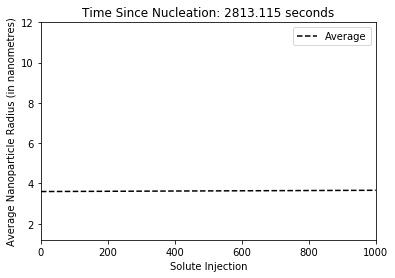 Time Since Nucleation: 2813.115 seconds
Average
Average Nanoparticle Radius (in nanometres)
12
10
8
6
4
2
0 200 400 600 800 1000
Solute Injection